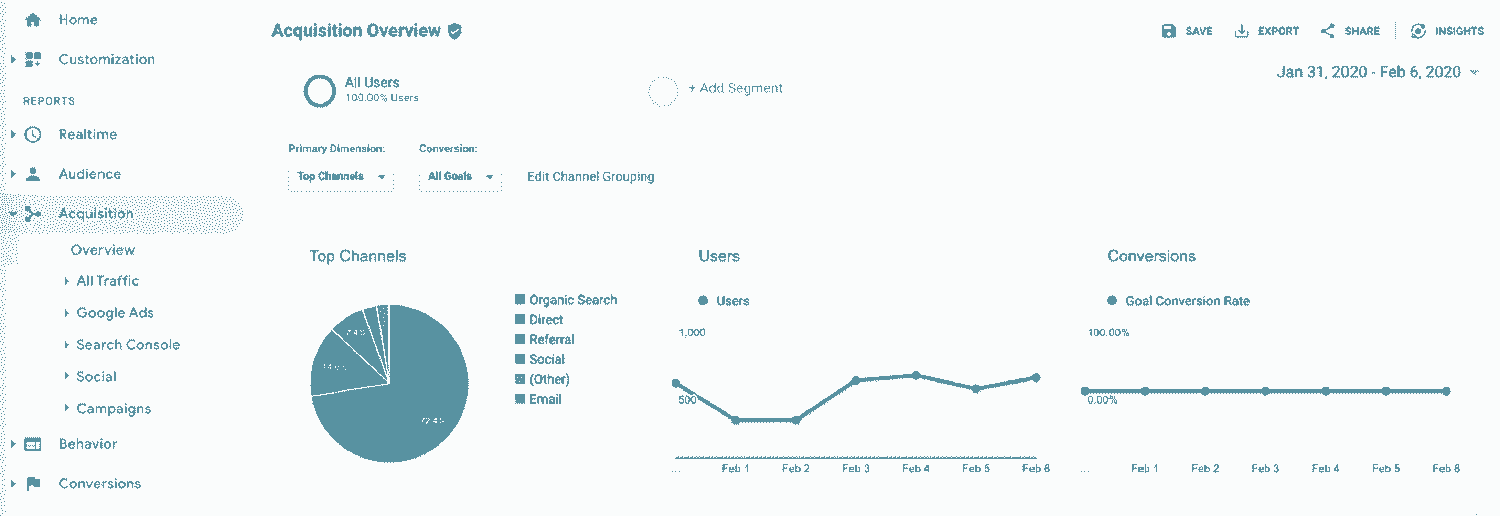 Home
Customization
REPORTS
Realtime
Audience
Acquisition
Overview
All Traffic
Google Ads
Search Console
Social
Campaigns
Behavior
Conversions
Acquisition Overview
SAVE
EXPORT
SHARE
INSIGHTS
Jan 31, 2020 - Feb 6, 2020
All Users
100.00% Users
+ Add Segment
Primary Dimension:
Conversion:
Top Channels
All Goals
Edit Channel Grouping
Top Channels
72.4%
7.4%
Organic Search
Direct
Referral
Social
(Other)
Email
Users
Users
1,000
500
...
Feb 1
Feb 2
Feb 3
Feb 4
Feb 5
Feb 6
Conversions
Goal Conversion Rate
100.00%
0.00%
...
Feb 1
Feb 2
Feb 3
Feb 4
Feb 5
Feb 6